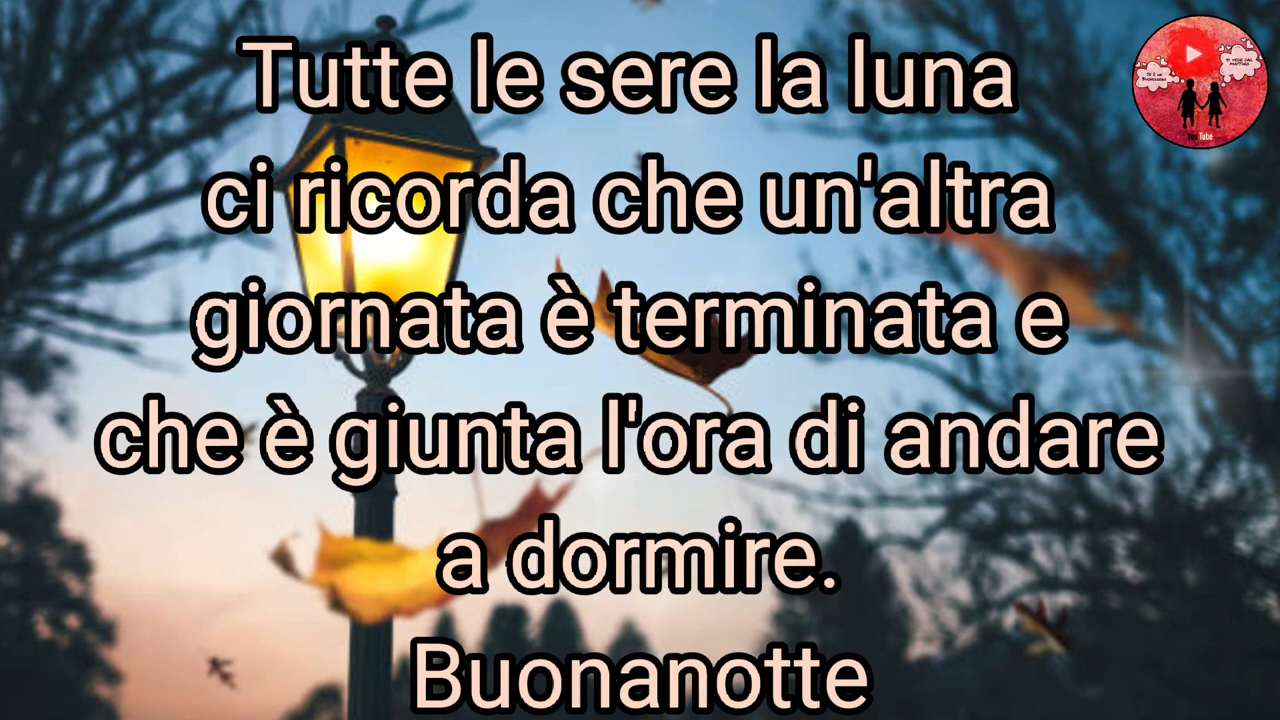 Tutte le sere la luna
ci ricorda che un'altra
giornata è terminata e
che è giunta l'ora di andare
a dormire.
Buonanotte
Tube